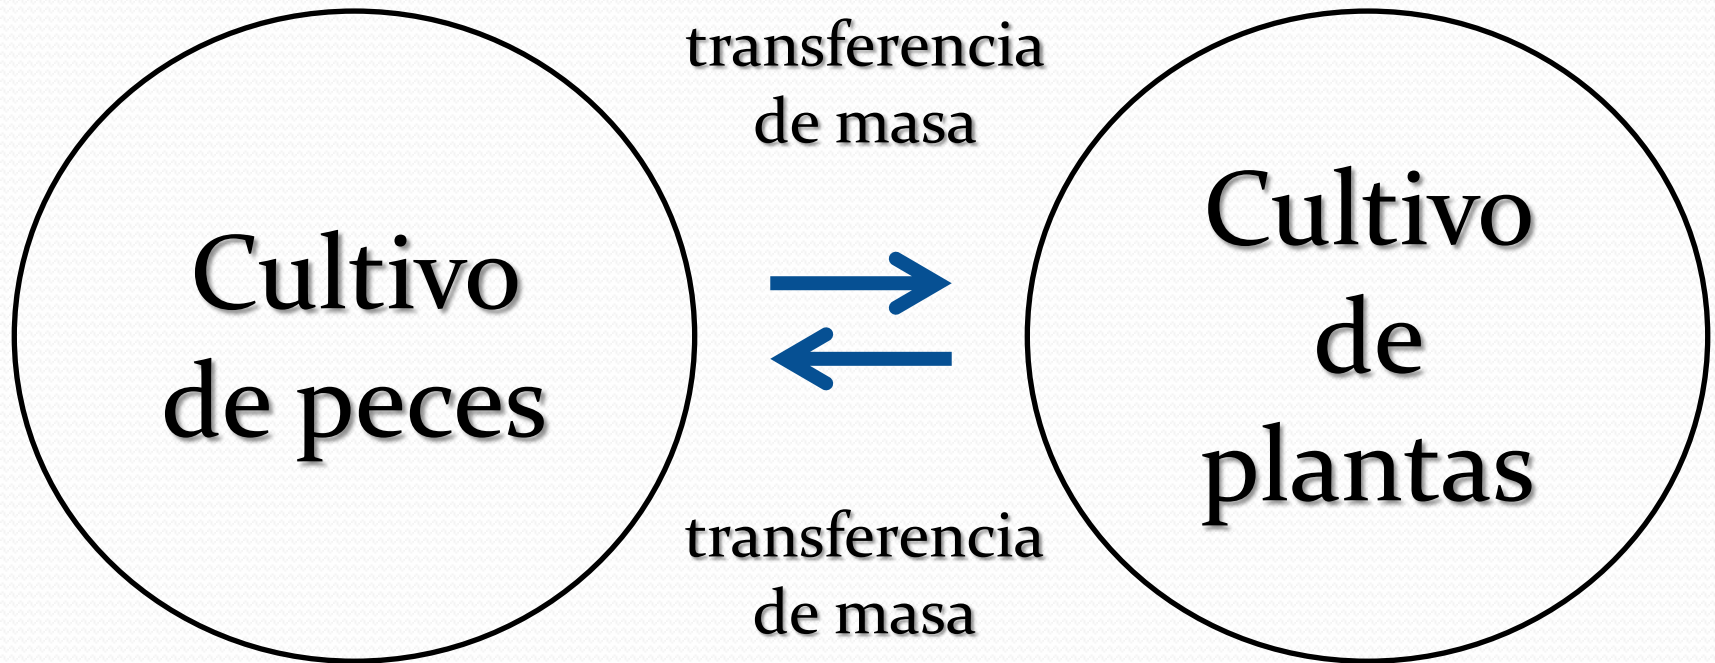 Cultivo
de peces
transferencia
de masa
transferencia
de masa
Cultivo
de
plantas